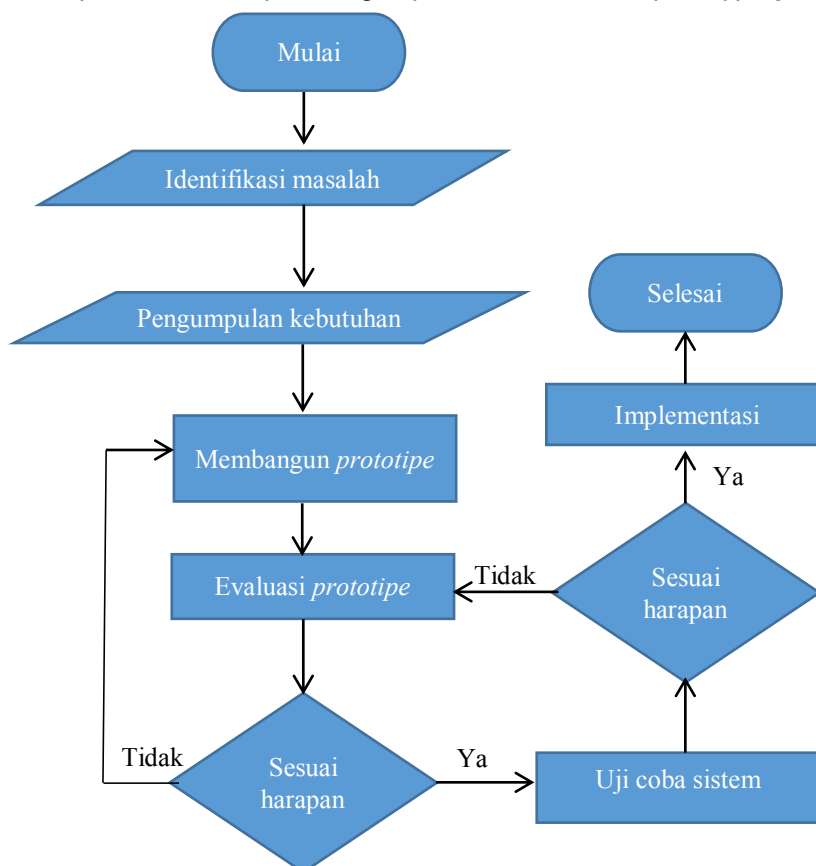 Mulai
Identifikasi masalah
Pengumpulan kebutuhan
Membangun prototipe
Evaluasi prototipe
Sesuai
harapan
Tidak
Ya
Uji coba sistem
Sesuai
harapan
Tidak
Ya
Implementasi
Selesai